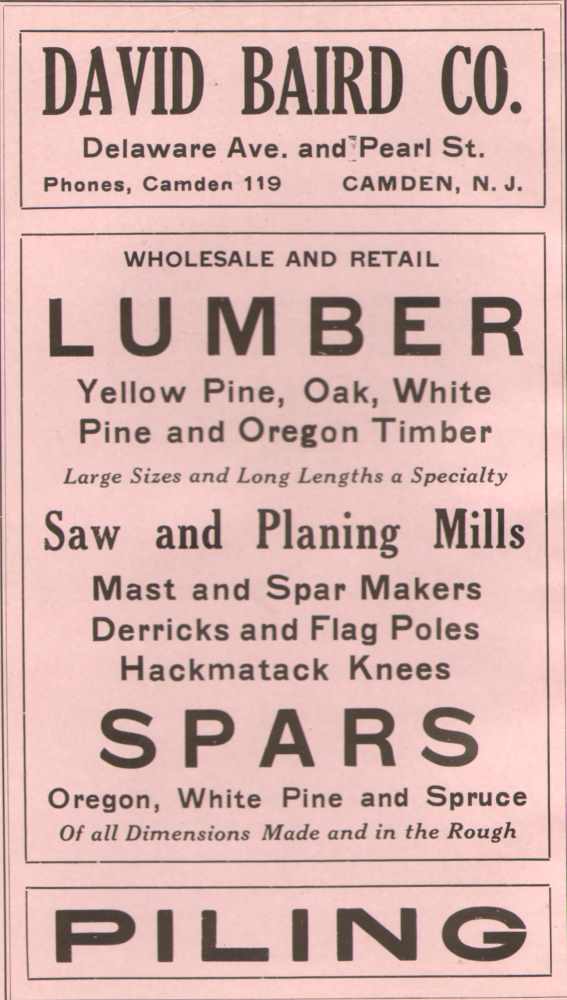 DAVID BAIRD CO.
Delaware Ave. and Pearl St.
Phones, Camden 119 CAMDEN, N. J.
WHOLESALE AND RETAIL
LUMBER
Yellow Pine, Oak, White
Pine and Oregon Timber
Large Sizes and Long Lengths a Specialty
Saw and Planing Mills
Mast and Spar Makers
Derricks and Flag Poles
Hackmatack Knees
SPARS
Oregon, White Pine and Spruce
Of all Dimensions Made and in the Rough
PILING